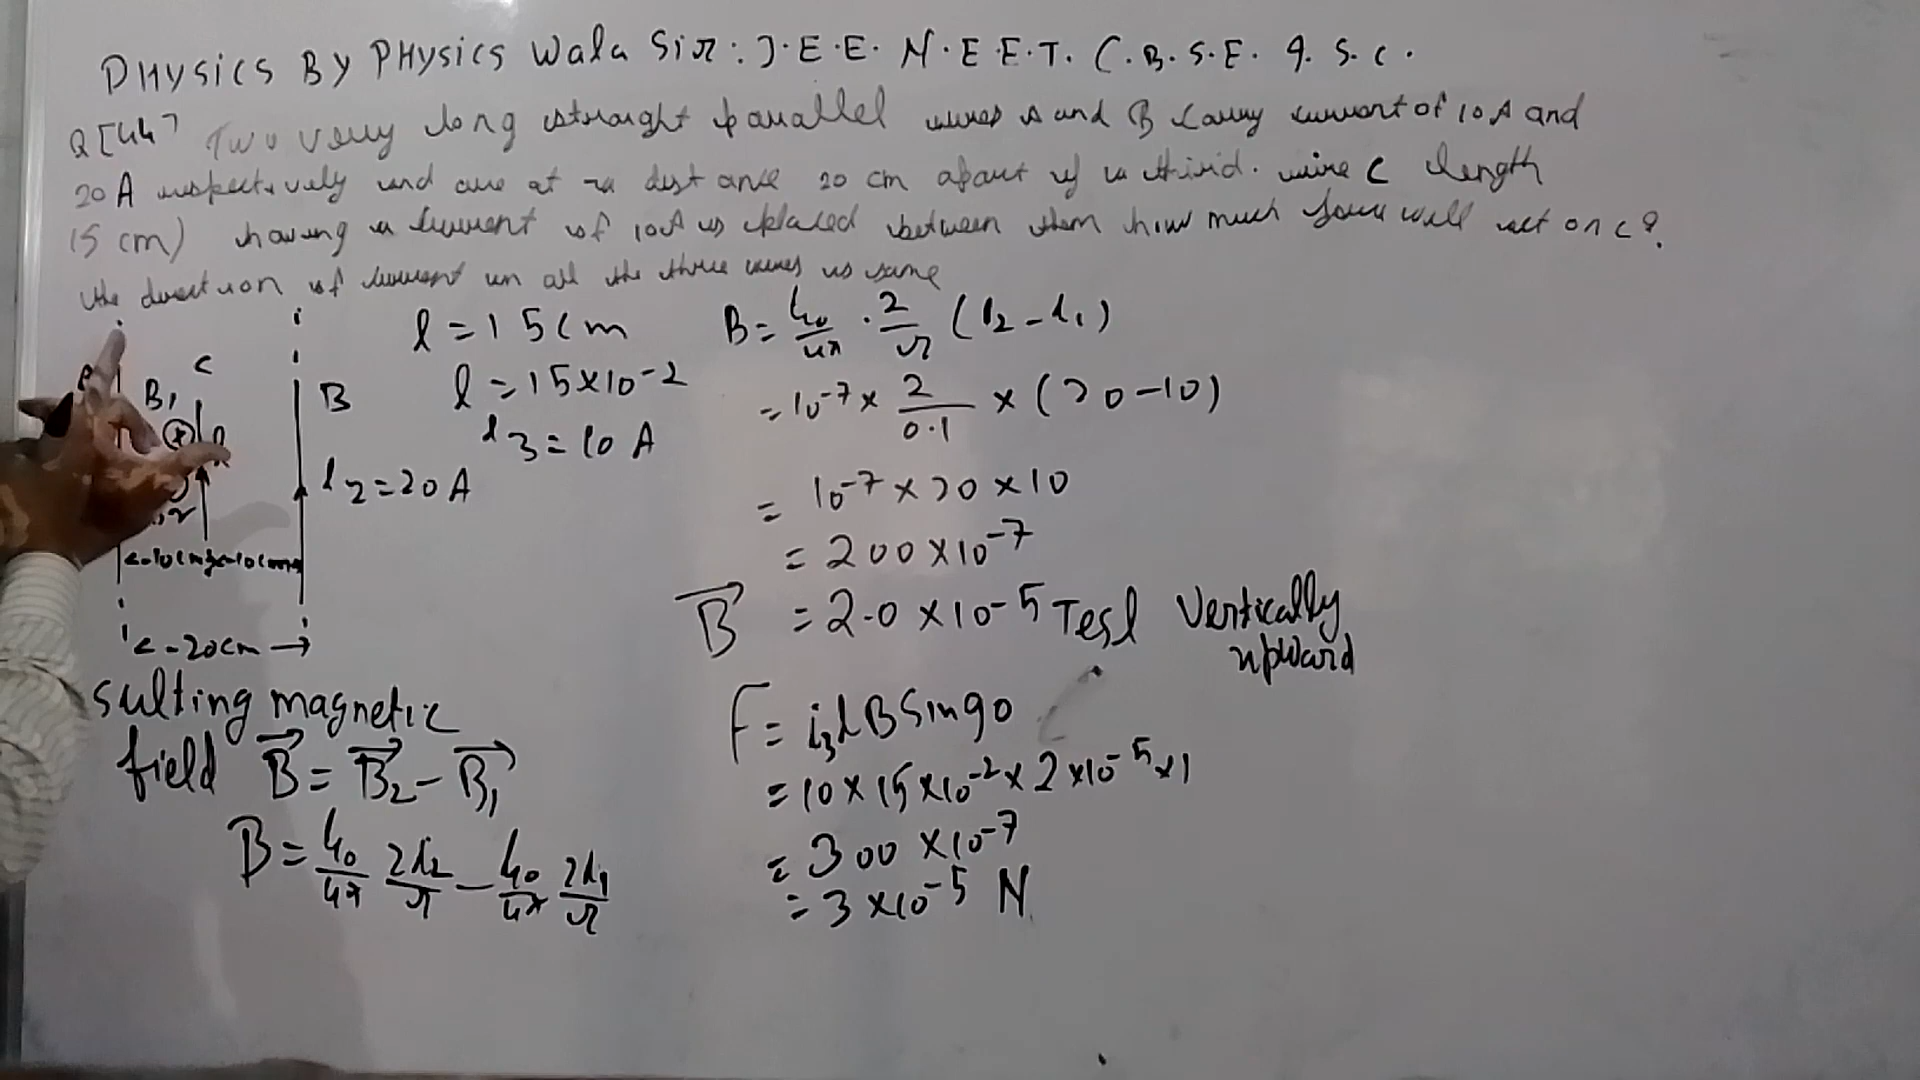 PHYSICS BY PHYSICS Wala Sir : J.E.E. N.E.E.T. C.B.S.E. I.S.C.
Q[44] Two very long straight parallel wires A and B carry current of 10 A and
20 A respectively and are at a distance 20 cm apart if a third. wire C length
15 cm) having a current of 10A is placed between them how much force will act on C?
the direction of current in all the three wires is same
B1
C
B
i2 = 20 A
<-10cm><-10cm>
<-20cm->
l = 15 cm
l = 15 × 10-2
i3 = 10 A
sulting magnetic
field B = B2 - B1
B = μ0/4π 2i2/r - μ0/4π 2i1/r
B = μ0/4π · 2/r (i2 - i1)
= 10-7 × 2/0.1 × (20-10)
= 10-7 × 20 × 10
= 200 × 10-7
B = 2.0 × 10-5 Tesl Vertically
upward
F = i3 l B Sin90
= 10 × 15 × 10-2 × 2 × 10-5 × 1
= 300 × 10-7
= 3 × 10-5 N